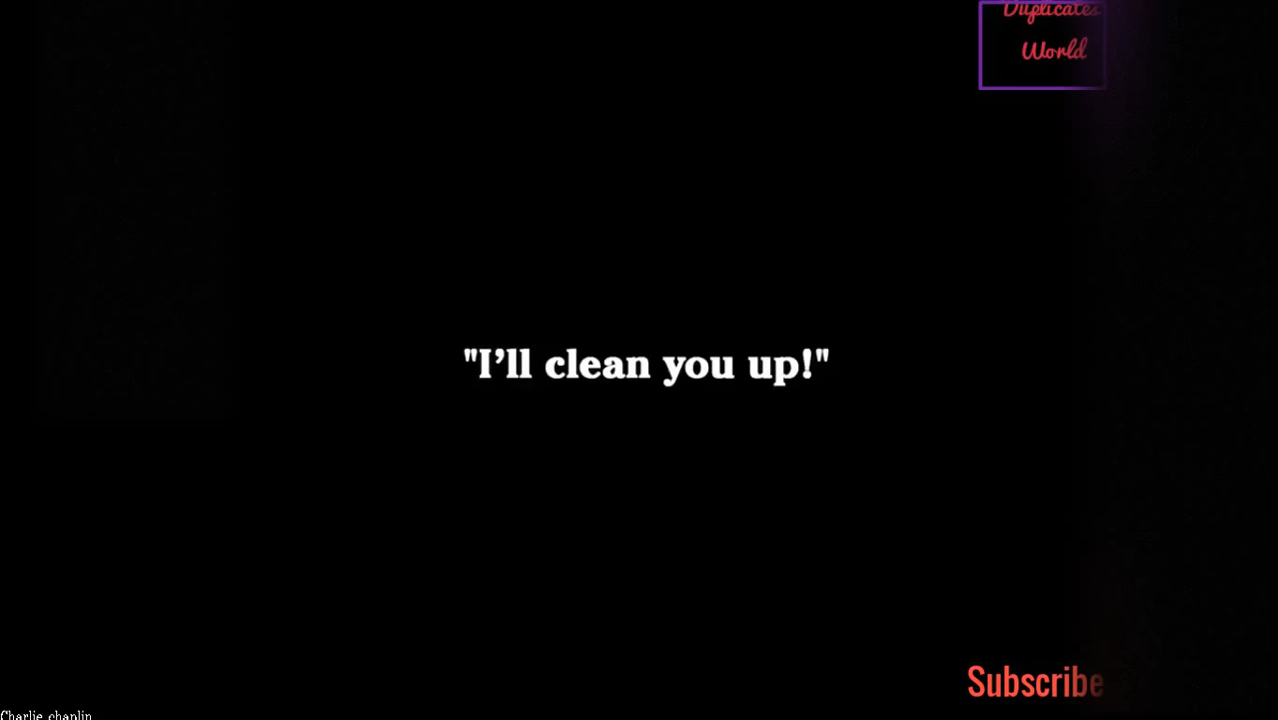 Duplicates
World
"I’ll clean you up!"
Subscribe
Charlie chaplin